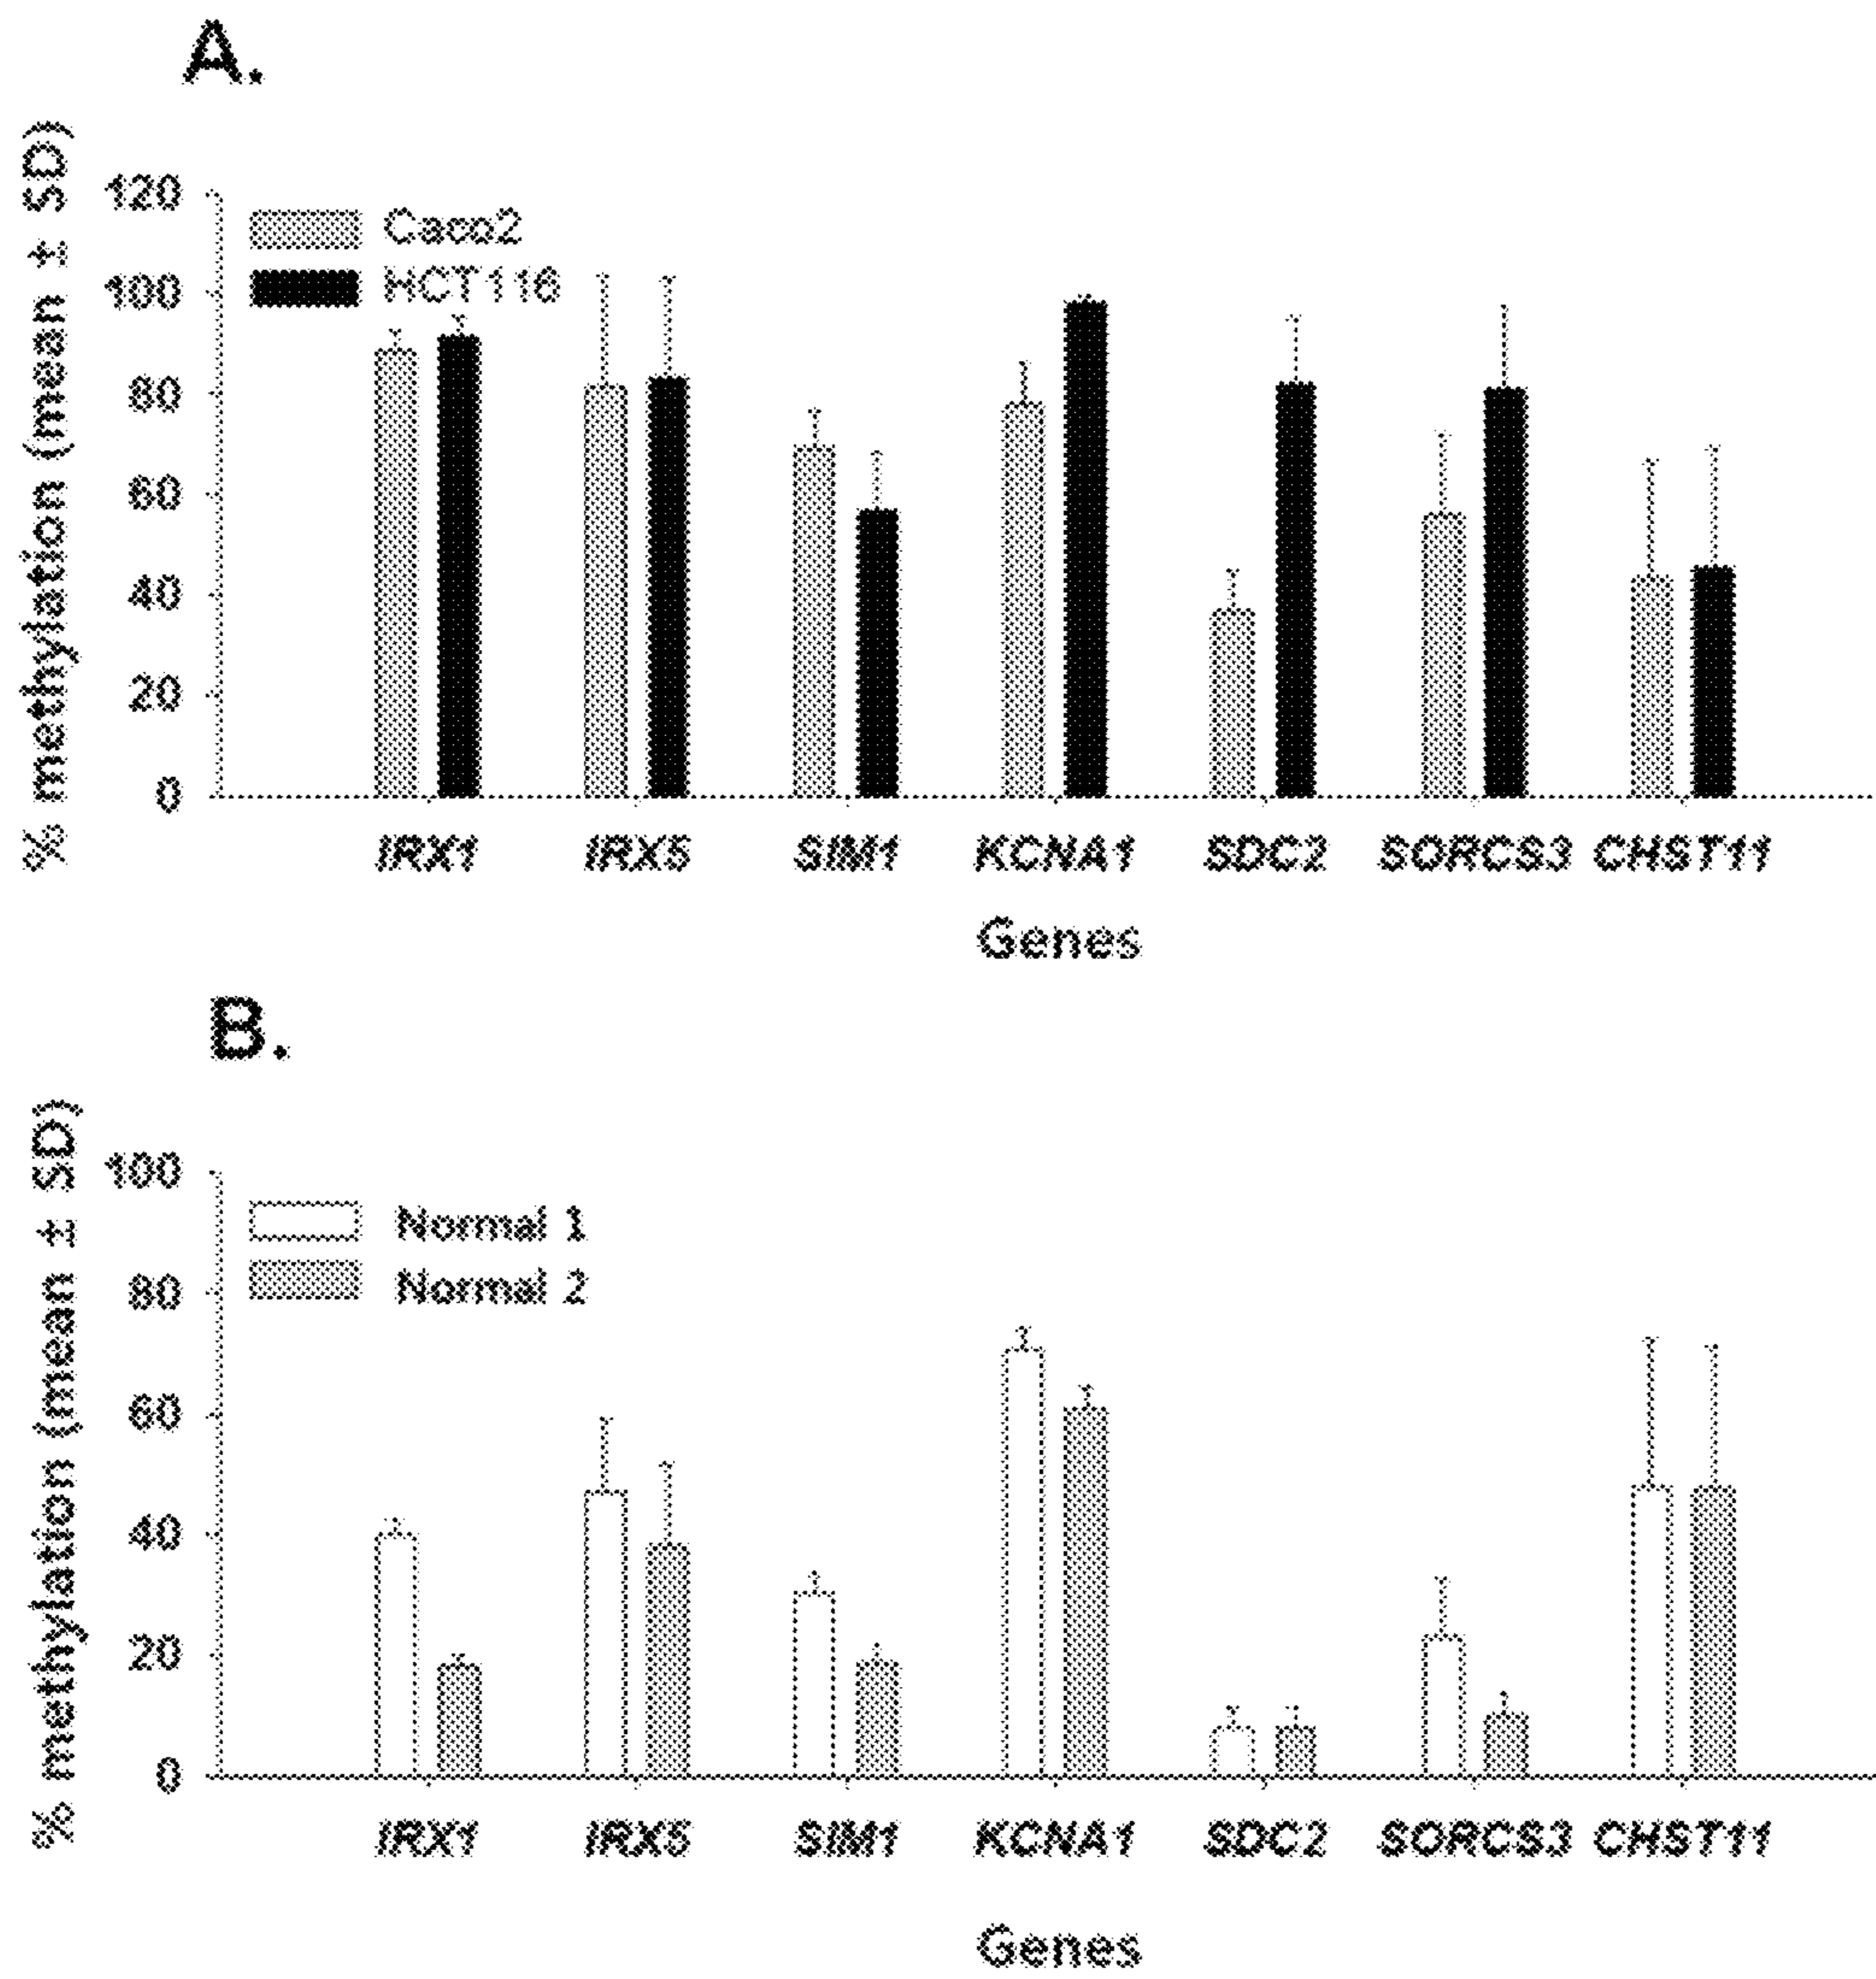 A.
% methylation (mean ± SD)
120
100
80
60
40
20
0
Caco2
HCT116
IRX1 IRX5 SIM1 KCNA1 SDC2 SORCS3 CHST11
Genes
B.
% methylation (mean ± SD)
100
80
60
40
20
0
Normal 1
Normal 2
IRX1 IRX5 SIM1 KCNA1 SDC2 SORCS3 CHST11
Genes